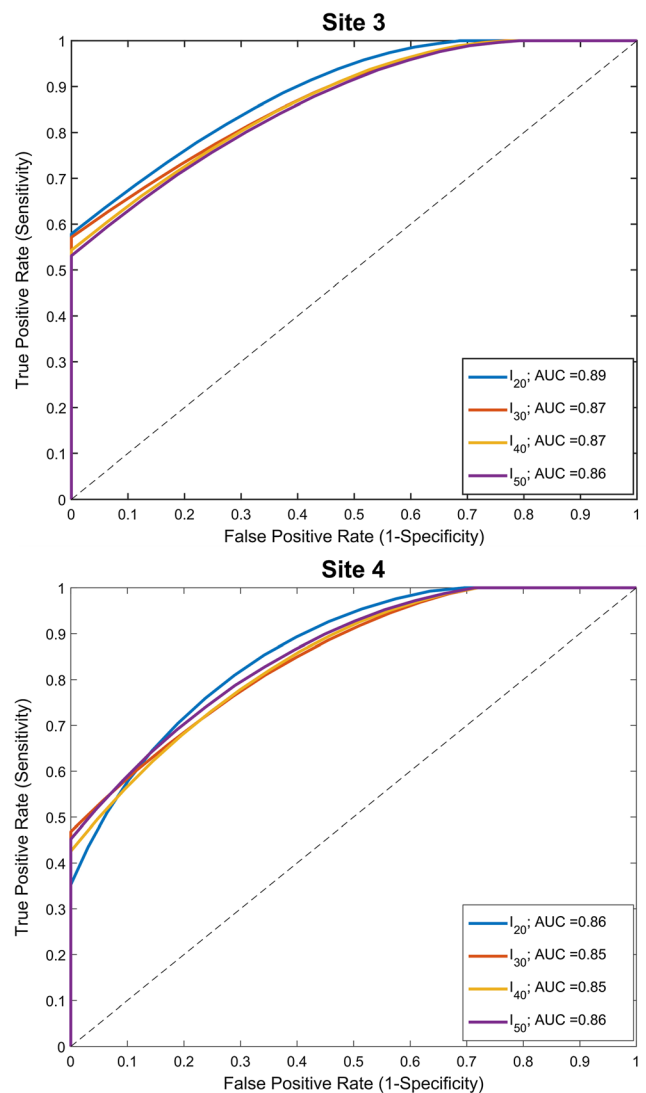 Site 3
1
0.9
0.8
0.7
0.6
0.5
0.4
0.3
0.2
0.1
0
True Positive Rate (Sensitivity)
I20; AUC =0.89
I30; AUC =0.87
I40; AUC =0.87
I50; AUC =0.86
0 0.1 0.2 0.3 0.4 0.5 0.6 0.7 0.8 0.9 1
False Positive Rate (1-Specificity)
Site 4
1
0.9
0.8
0.7
0.6
0.5
0.4
0.3
0.2
0.1
0
True Positive Rate (Sensitivity)
I20; AUC =0.86
I30; AUC =0.85
I40; AUC =0.85
I50; AUC =0.86
0 0.1 0.2 0.3 0.4 0.5 0.6 0.7 0.8 0.9 1
False Positive Rate (1-Specificity)